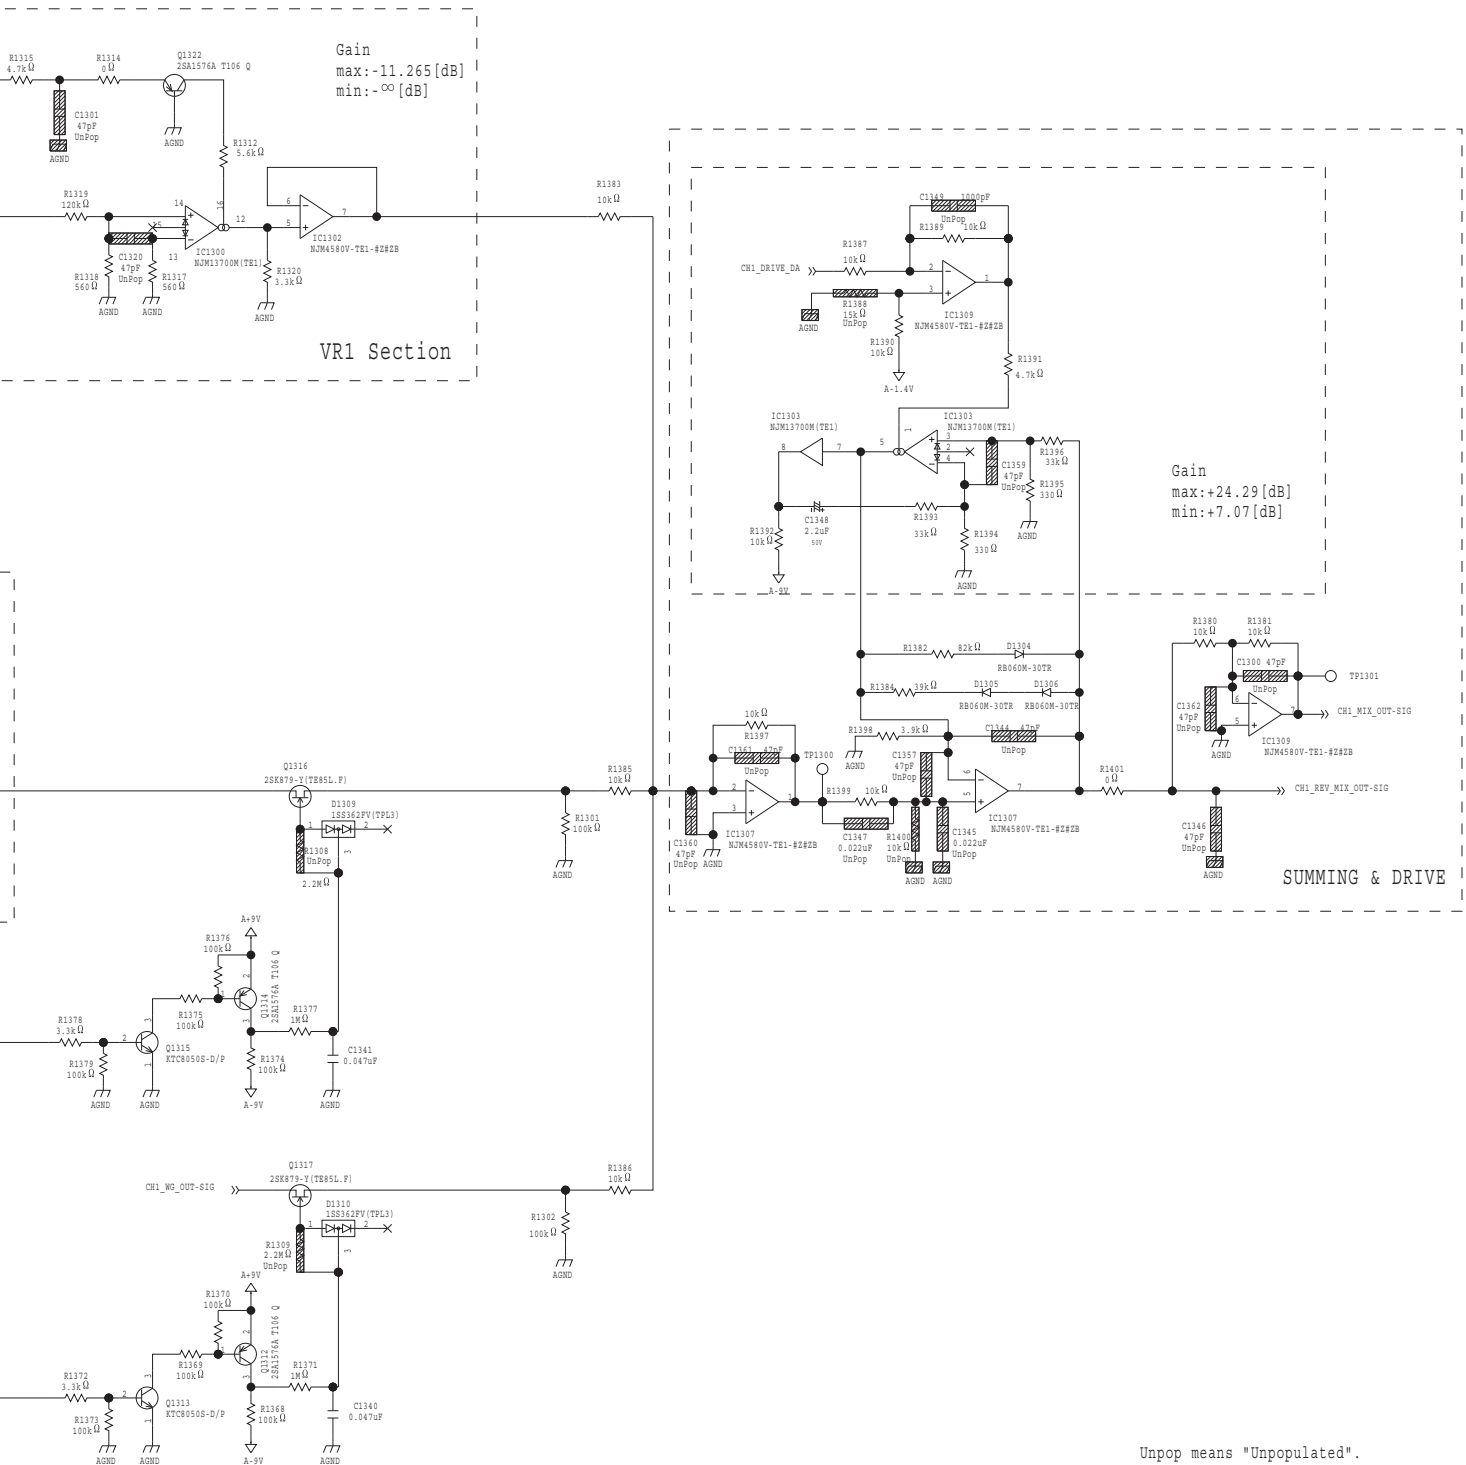 R1315
4.7kΩ
R1314
0Ω
Q1322
2SA1576A T106 Q
Gain
max:-11.265[dB]
min:-∞[dB]
C1301
47pF
UnPop
AGND
AGND
R1312
5.6kΩ
R1319
120kΩ
14
15
16
12
13
6
5
7
IC1300
NJM13700M(TE1)
IC1302
NJM4580V-TE1-#Z#ZB
C1320
47pF
UnPop
R1318
560Ω
R1317
560Ω
R1320
3.3kΩ
AGND
AGND
AGND
VR1 Section
R1383
10kΩ
C1349 1000pF
UnPop
R1389 10kΩ
R1387
10kΩ
CH1_DRIVE_DA
2
3
1
R1388
15kΩ
UnPop
AGND
IC1309
NJM4580V-TE1-#Z#ZB
R1390
10kΩ
A-1.4V
R1391
4.7kΩ
IC1303
NJM13700M(TE1)
IC1303
NJM13700M(TE1)
8
7
5
1
3
2
4
R1396
33kΩ
C1359
47pF
UnPop
R1395
330Ω
AGND
Gain
max:+24.29[dB]
min:+7.07[dB]
C1348
2.2uF
50V
R1393
33kΩ
R1392
10kΩ
R1394
330Ω
A-9V
AGND
R1382 82kΩ D1304
RB060M-30TR
R1384 39kΩ D1305 D1306
RB060M-30TR RB060M-30TR
R1380
10kΩ
R1381
10kΩ
C1300 47pF
UnPop
TP1301
C1362
47pF
UnPop
6
5
7
CH1_MIX_OUT-SIG
AGND
IC1309
NJM4580V-TE1-#Z#ZB
10kΩ
R1397
C1361 47pF
UnPop
TP1300
R1398 3.9kΩ
AGND
C1344 47pF
UnPop
C1357
47pF
UnPop
2
3
1
R1399 10kΩ
6
5
7
R1401
0Ω
CH1_REV_MIX_OUT-SIG
IC1307
NJM4580V-TE1-#Z#ZB
C1360
47pF
UnPop
AGND
C1347
0.022uF
UnPop
R1400
10kΩ
UnPop
C1345
0.022uF
UnPop
AGND AGND
IC1307
NJM4580V-TE1-#Z#ZB
C1346
47pF
UnPop
AGND
SUMMING & DRIVE
Q1316
2SK879-Y(TE85L.F)
D1309
1SS362FV(TPL3)
1
2
3
R1308
UnPop
2.2MΩ
R1385
10kΩ
R1301
100kΩ
AGND
A+9V
R1376
100kΩ
2
1
3
Q1314
2SA1576A T106 Q
R1375
100kΩ
R1377
1MΩ
R1378
3.3kΩ
2
3
1
Q1315
KTC8050S-D/P
R1379
100kΩ
R1374
100kΩ
C1341
0.047uF
AGND
AGND
A-9V
AGND
Q1317
2SK879-Y(TE85L.F)
CH1_WG_OUT-SIG
D1310
1SS362FV(TPL3)
1
2
3
R1309
2.2MΩ
UnPop
R1386
10kΩ
R1302
100kΩ
AGND
A+9V
R1370
100kΩ
2
1
3
Q1312
2SA1576A T106 Q
R1369
100kΩ
R1371
1MΩ
R1372
3.3kΩ
2
3
1
Q1313
KTC8050S-D/P
R1373
100kΩ
R1368
100kΩ
C1340
0.047uF
AGND
AGND
A-9V
AGND
Unpop means "Unpopulated".